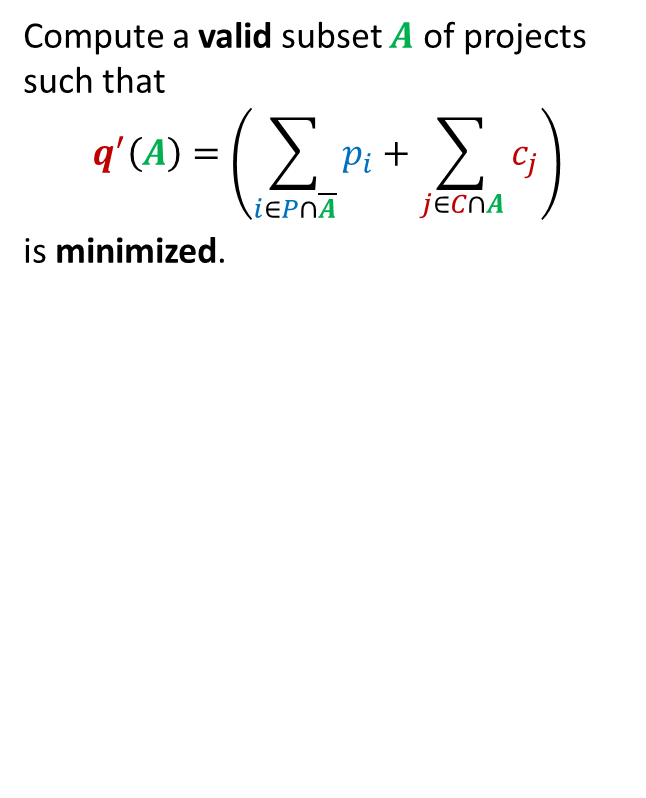 Compute a valid subset A of projects
such that
q′(A) = (∑_{i∈P∩A̅} p_i + ∑_{j∈C∩A} c_j)
is minimized.